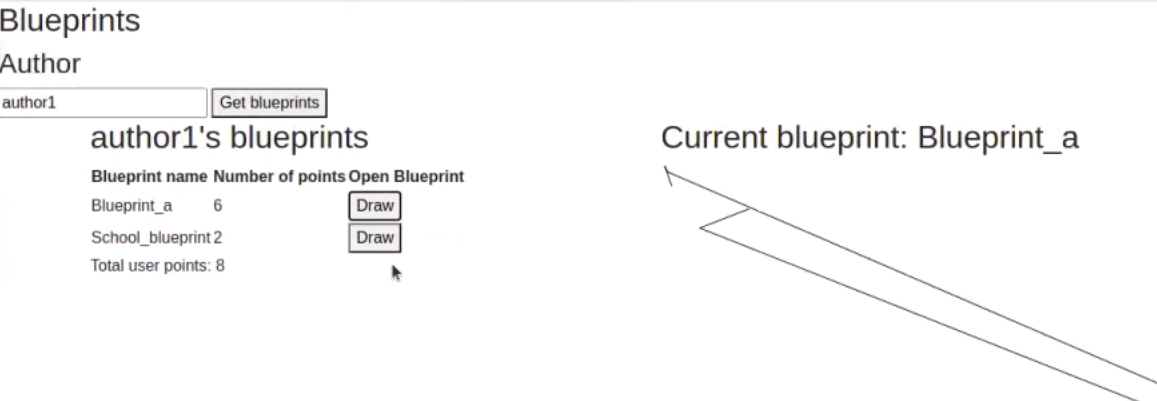 Blueprints
Author
author1 Get blueprints
author1's blueprints
Current blueprint: Blueprint_a
Blueprint name Number of points Open Blueprint
Blueprint_a 6 Draw
School_blueprint 2 Draw
Total user points: 8